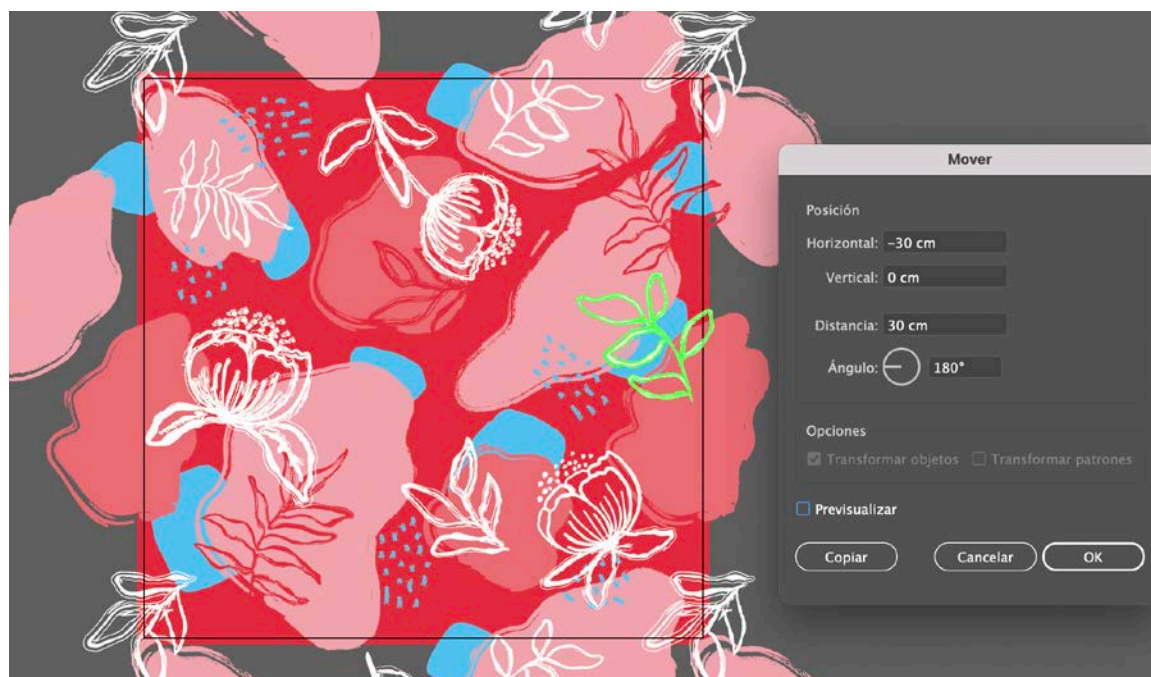 Mover
Posición
Horizontal: -30 cm
Vertical: 0 cm
Distancia: 30 cm
Ángulo: 180°
Opciones
Transformar objetos Transformar patrones
Previsualizar
Copiar Cancelar OK